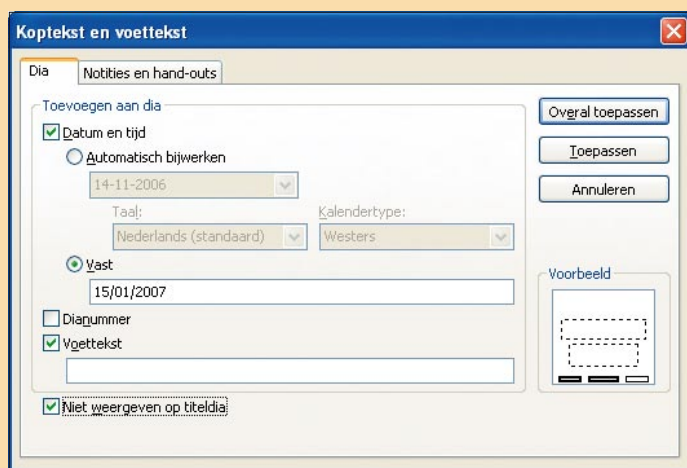 Koptekst en voettekst
Dia Notities en hand-outs
Toevoegen aan dia
Datum en tijd
Automatisch bijwerken
14-11-2006
Taal: Kalendertype:
Nederlands (standaard) Westers
Vast
15/01/2007
Dianummer
Voettekst
Niet weergeven op titeldia
Overal toepassen
Toepassen
Annuleren
Voorbeeld